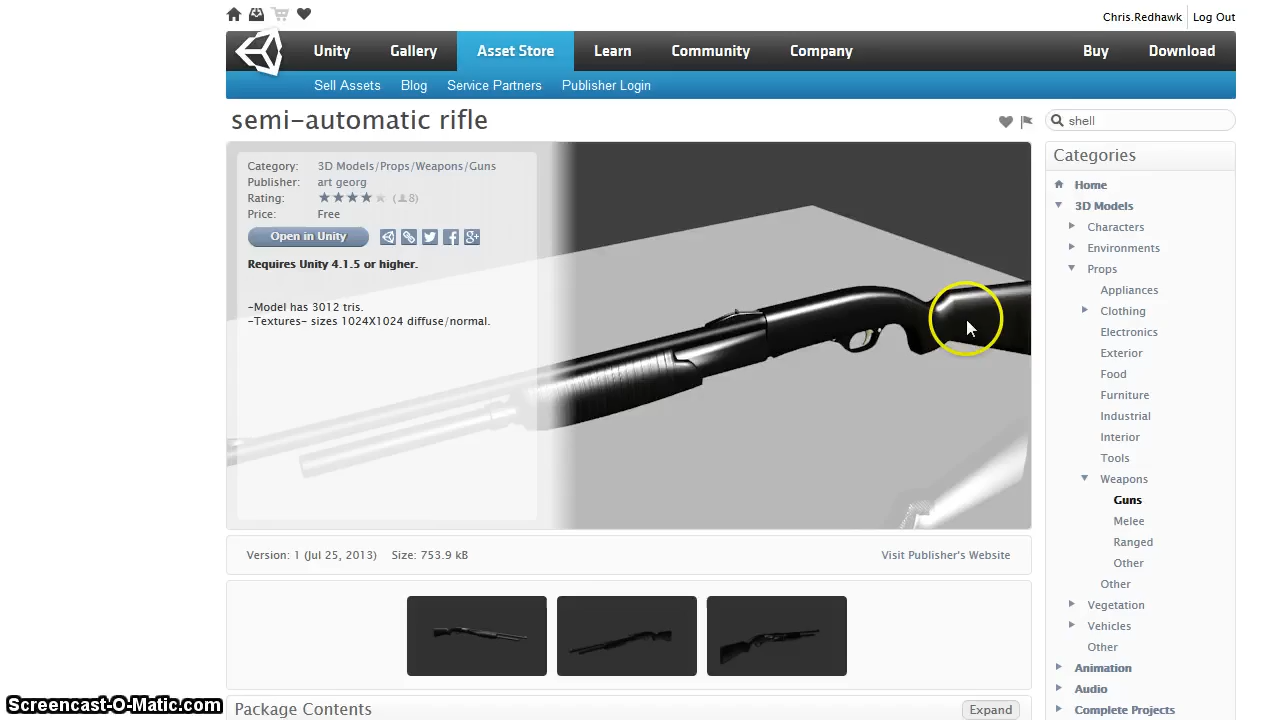 Chris.Redhawk Log Out
Unity Gallery Asset Store Learn Community Company Buy Download
Sell Assets Blog Service Partners Publisher Login
semi-automatic rifle
shell
Category: 3D Models/Props/Weapons/Guns
Publisher: art georg
Rating: (8)
Price: Free
Open in Unity
Requires Unity 4.1.5 or higher.
-Model has 3012 tris.
-Textures- sizes 1024X1024 diffuse/normal.
Version: 1 (Jul 25, 2013) Size: 753.9 kB
Visit Publisher's Website
Package Contents
Expand
Categories
Home
3D Models
Characters
Environments
Props
Appliances
Clothing
Electronics
Exterior
Food
Furniture
Industrial
Interior
Tools
Weapons
Guns
Melee
Ranged
Other
Other
Vegetation
Vehicles
Other
Animation
Audio
Complete Projects
Screencast-O-Matic.com